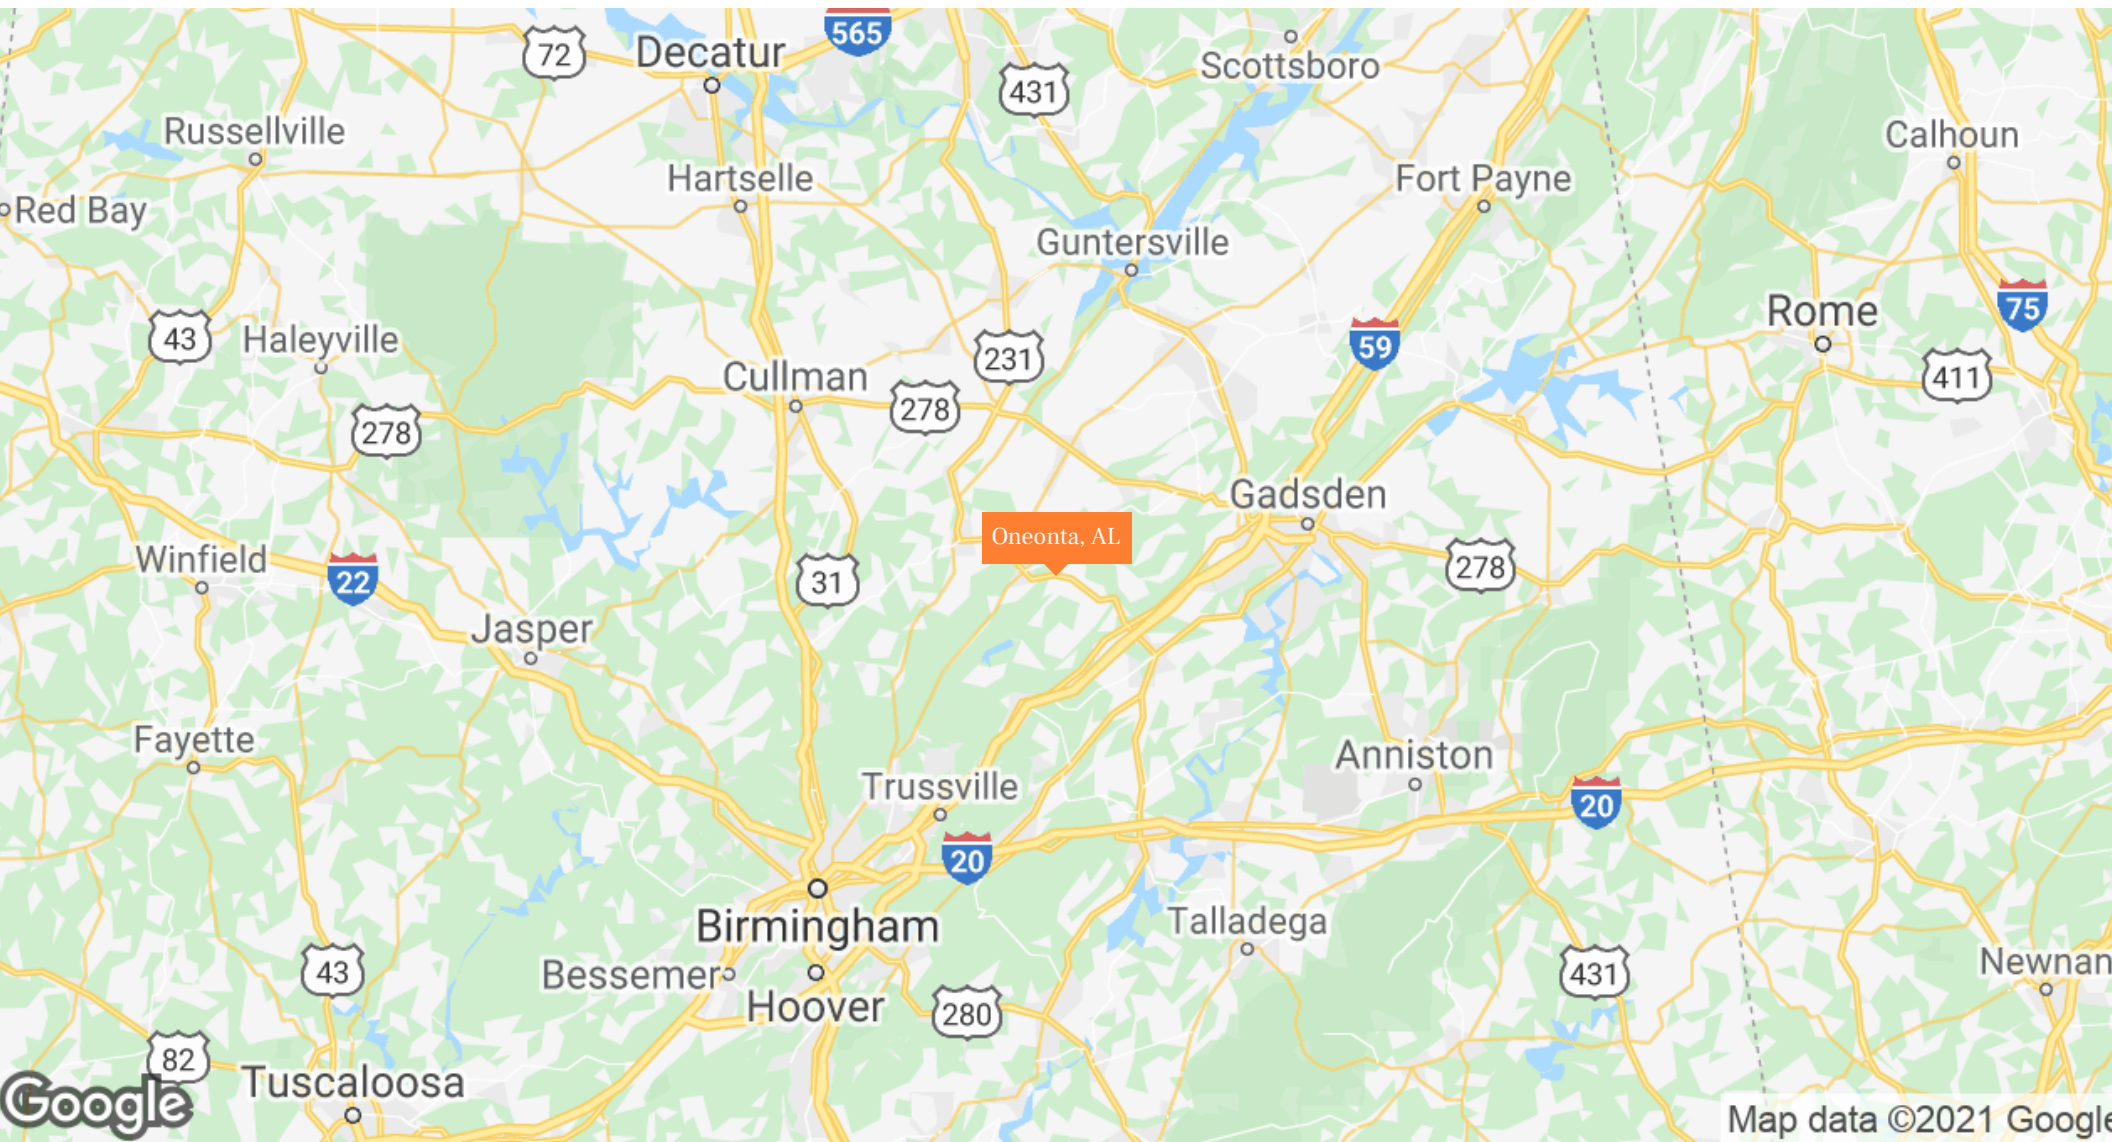 565
72
Decatur
Scottsboro
431
Russellville
Calhoun
Hartselle
Fort Payne
Red Bay
Guntersville
75
Rome
43
Haleyville
59
231
Cullman
411
278
278
Gadsden
Oneonta, AL
Winfield
278
22
31
Jasper
Fayette
Anniston
Trussville
20
20
Birmingham
Talladega
Newnan
43
Bessemer
431
Hoover
280
82
Tuscaloosa
Google
Map data ©2021 Google